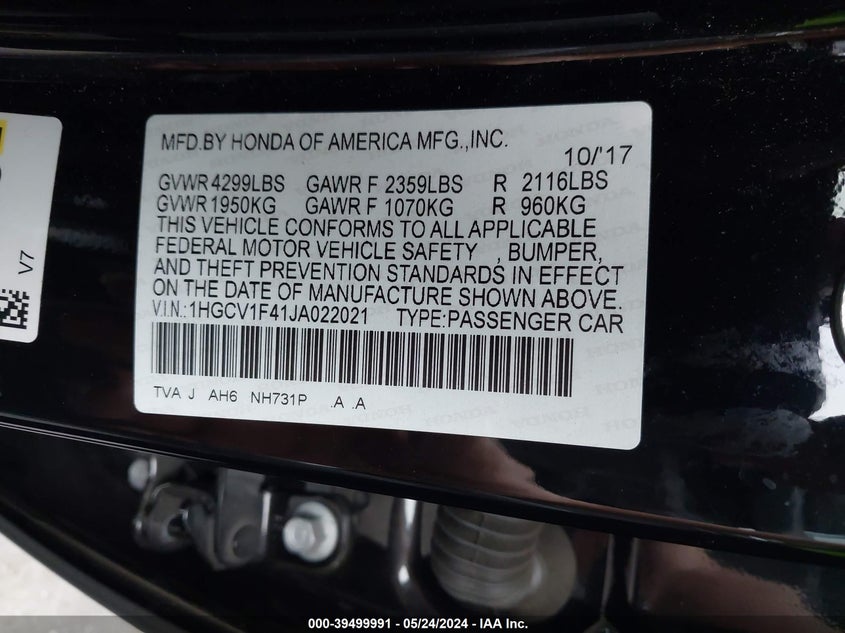 MFD.BY HONDA OF AMERICA MFG.,INC.
10/'17
GVWR 4299LBS GAWR F 2359LBS R 2116LBS
GVWR 1950KG GAWR F 1070KG R 960KG
THIS VEHICLE CONFORMS TO ALL APPLICABLE
FEDERAL MOTOR VEHICLE SAFETY , BUMPER,
AND THEFT PREVENTION STANDARDS IN EFFECT
ON THE DATE OF MANUFACTURE SHOWN ABOVE.
V.I.N.:1HGCV1F41JA022021 TYPE:PASSENGER CAR
TVA J AH6 NH731P .A .A
V7
000-39499991 - 05/24/2024 - IAA Inc.